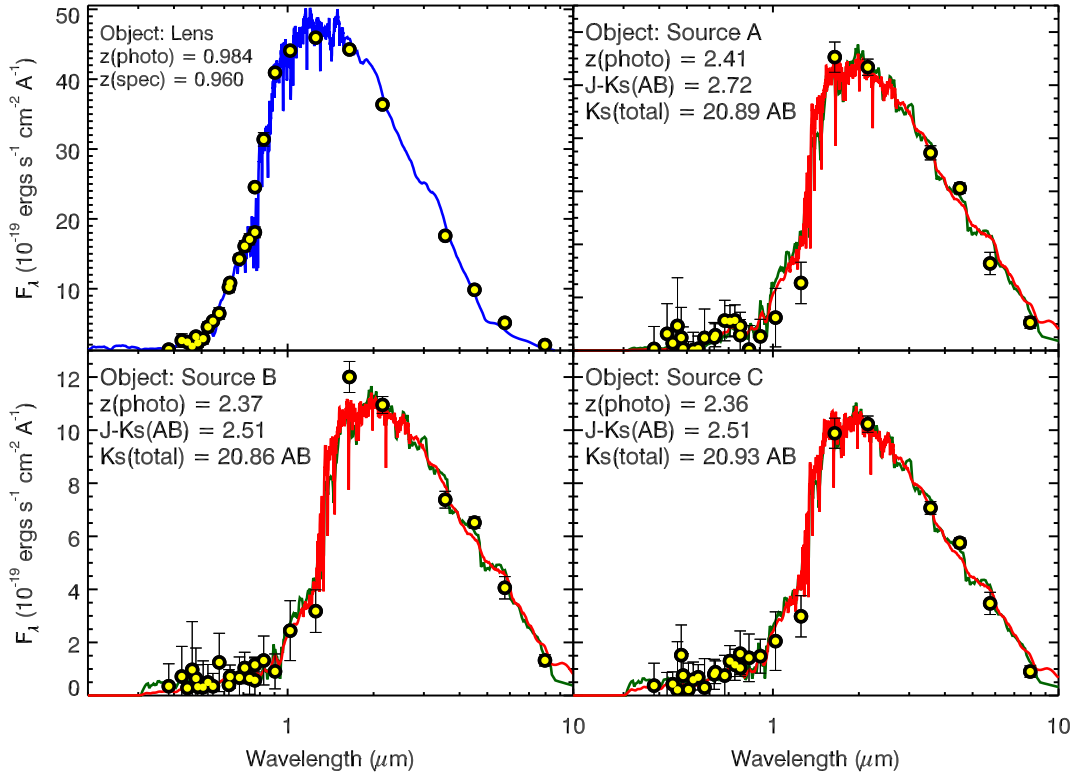 50
40
30
20
10
F_λ (10^-19 ergs s^-1 cm^-2 A^-1)
Object: Lens
z(photo) = 0.984
z(spec) = 0.960
Object: Source A
z(photo) = 2.41
J-Ks(AB) = 2.72
Ks(total) = 20.89 AB
12
10
8
6
4
2
0
F_λ (10^-19 ergs s^-1 cm^-2 A^-1)
Object: Source B
z(photo) = 2.37
J-Ks(AB) = 2.51
Ks(total) = 20.86 AB
Object: Source C
z(photo) = 2.36
J-Ks(AB) = 2.51
Ks(total) = 20.93 AB
1 10
1 10
Wavelength (μm)
Wavelength (μm)